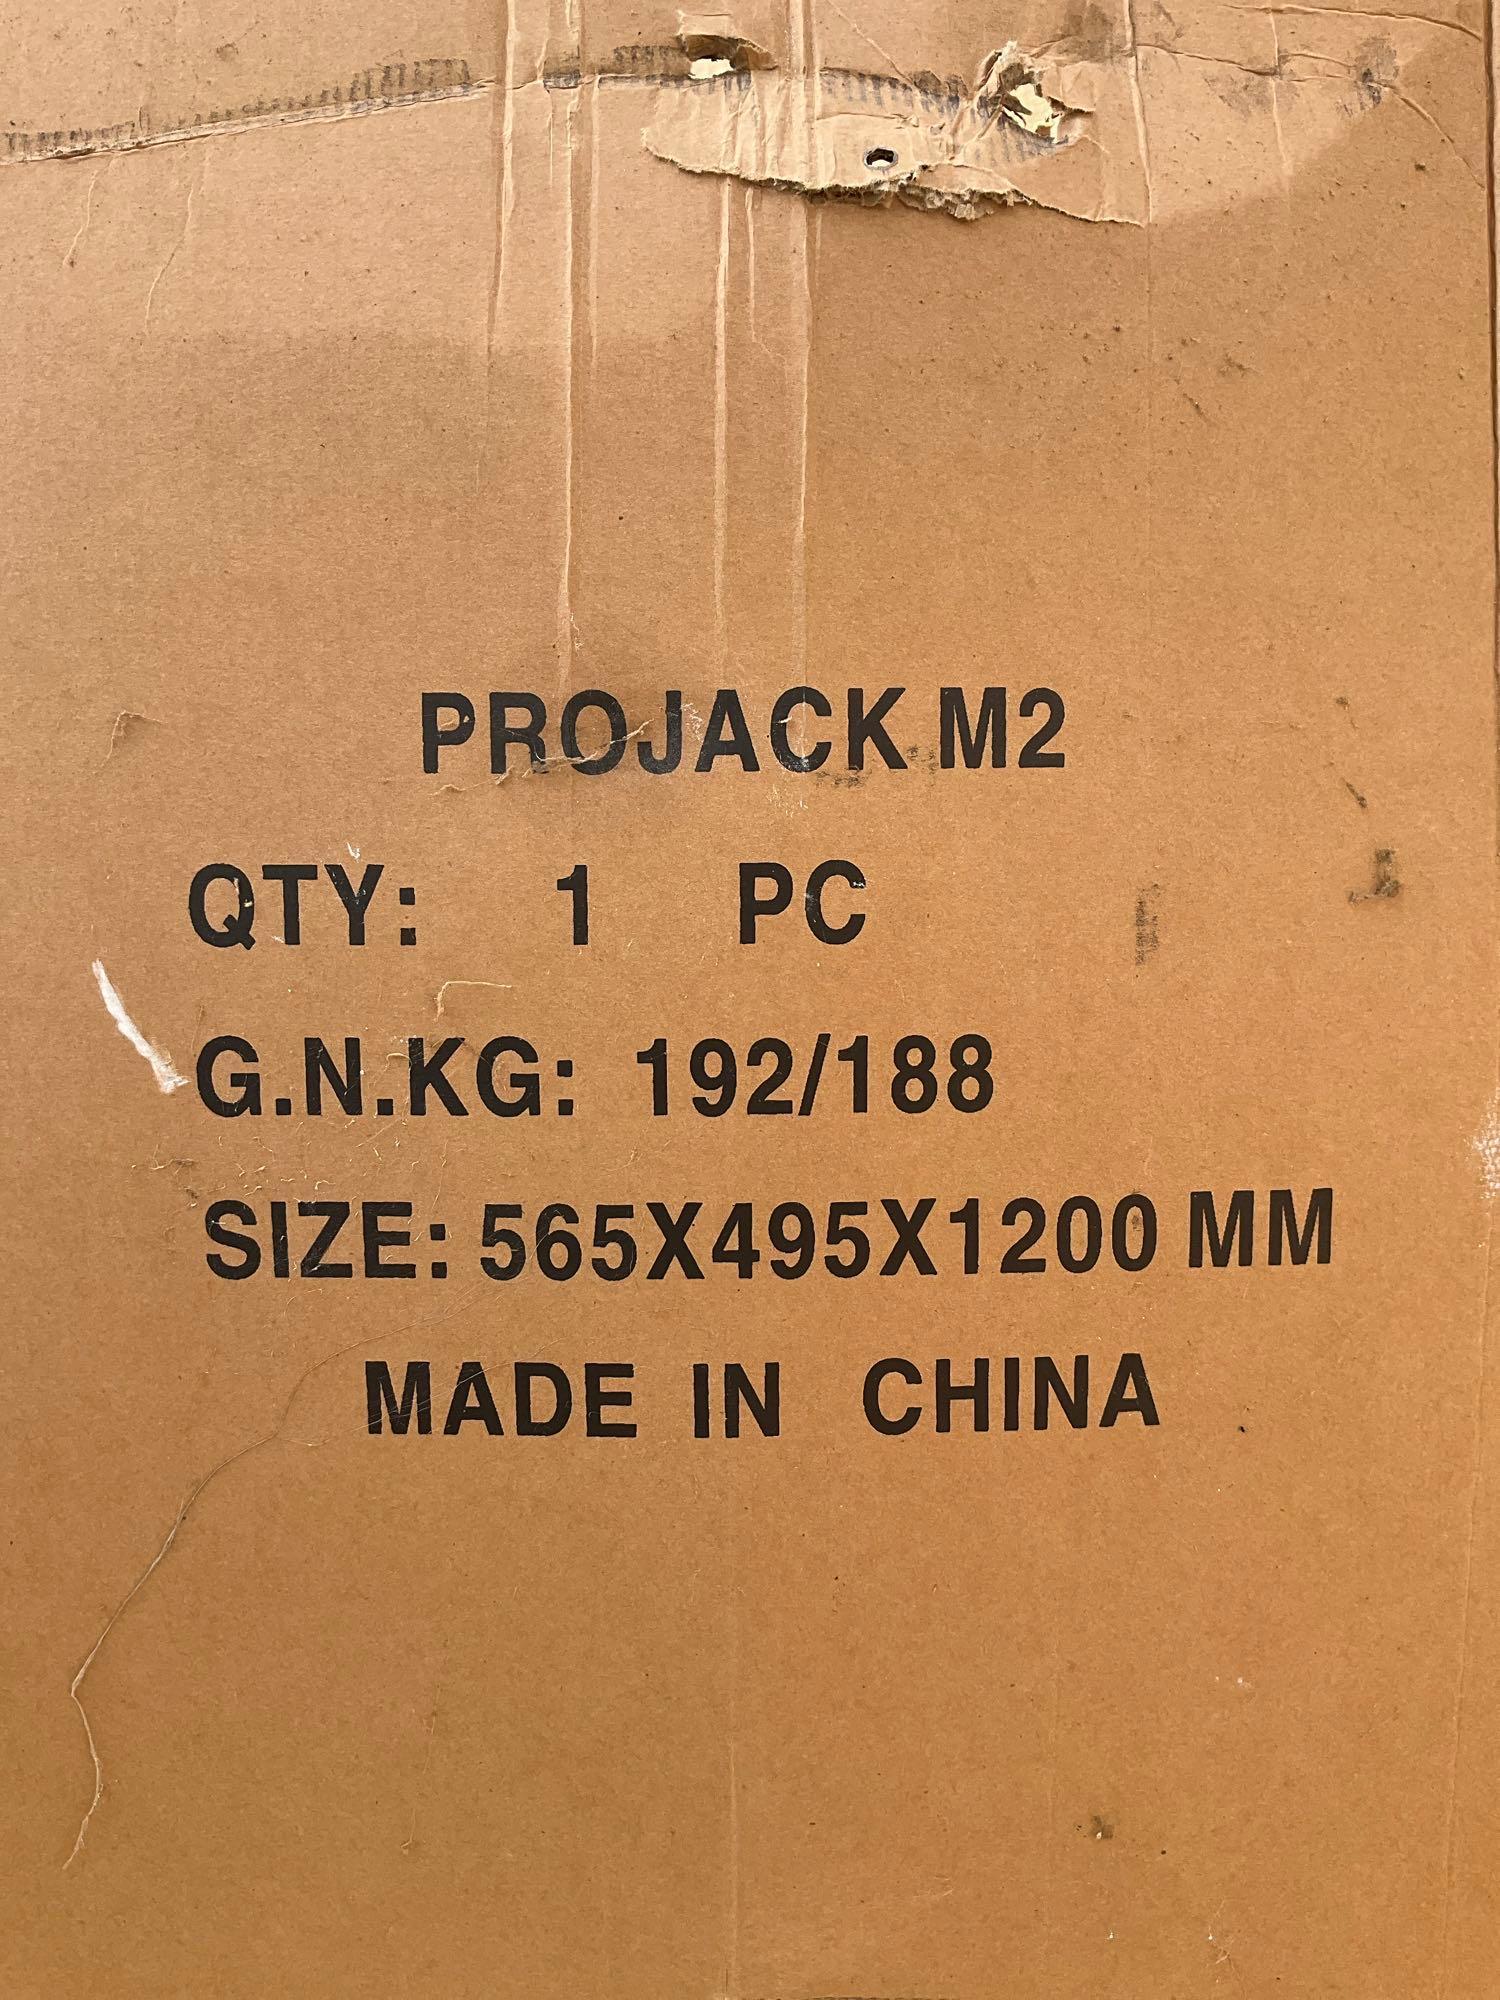 PROJACK M2
QTY: 1 PC
G.N.KG: 192/188
SIZE: 565X495X1200 MM
MADE IN CHINA